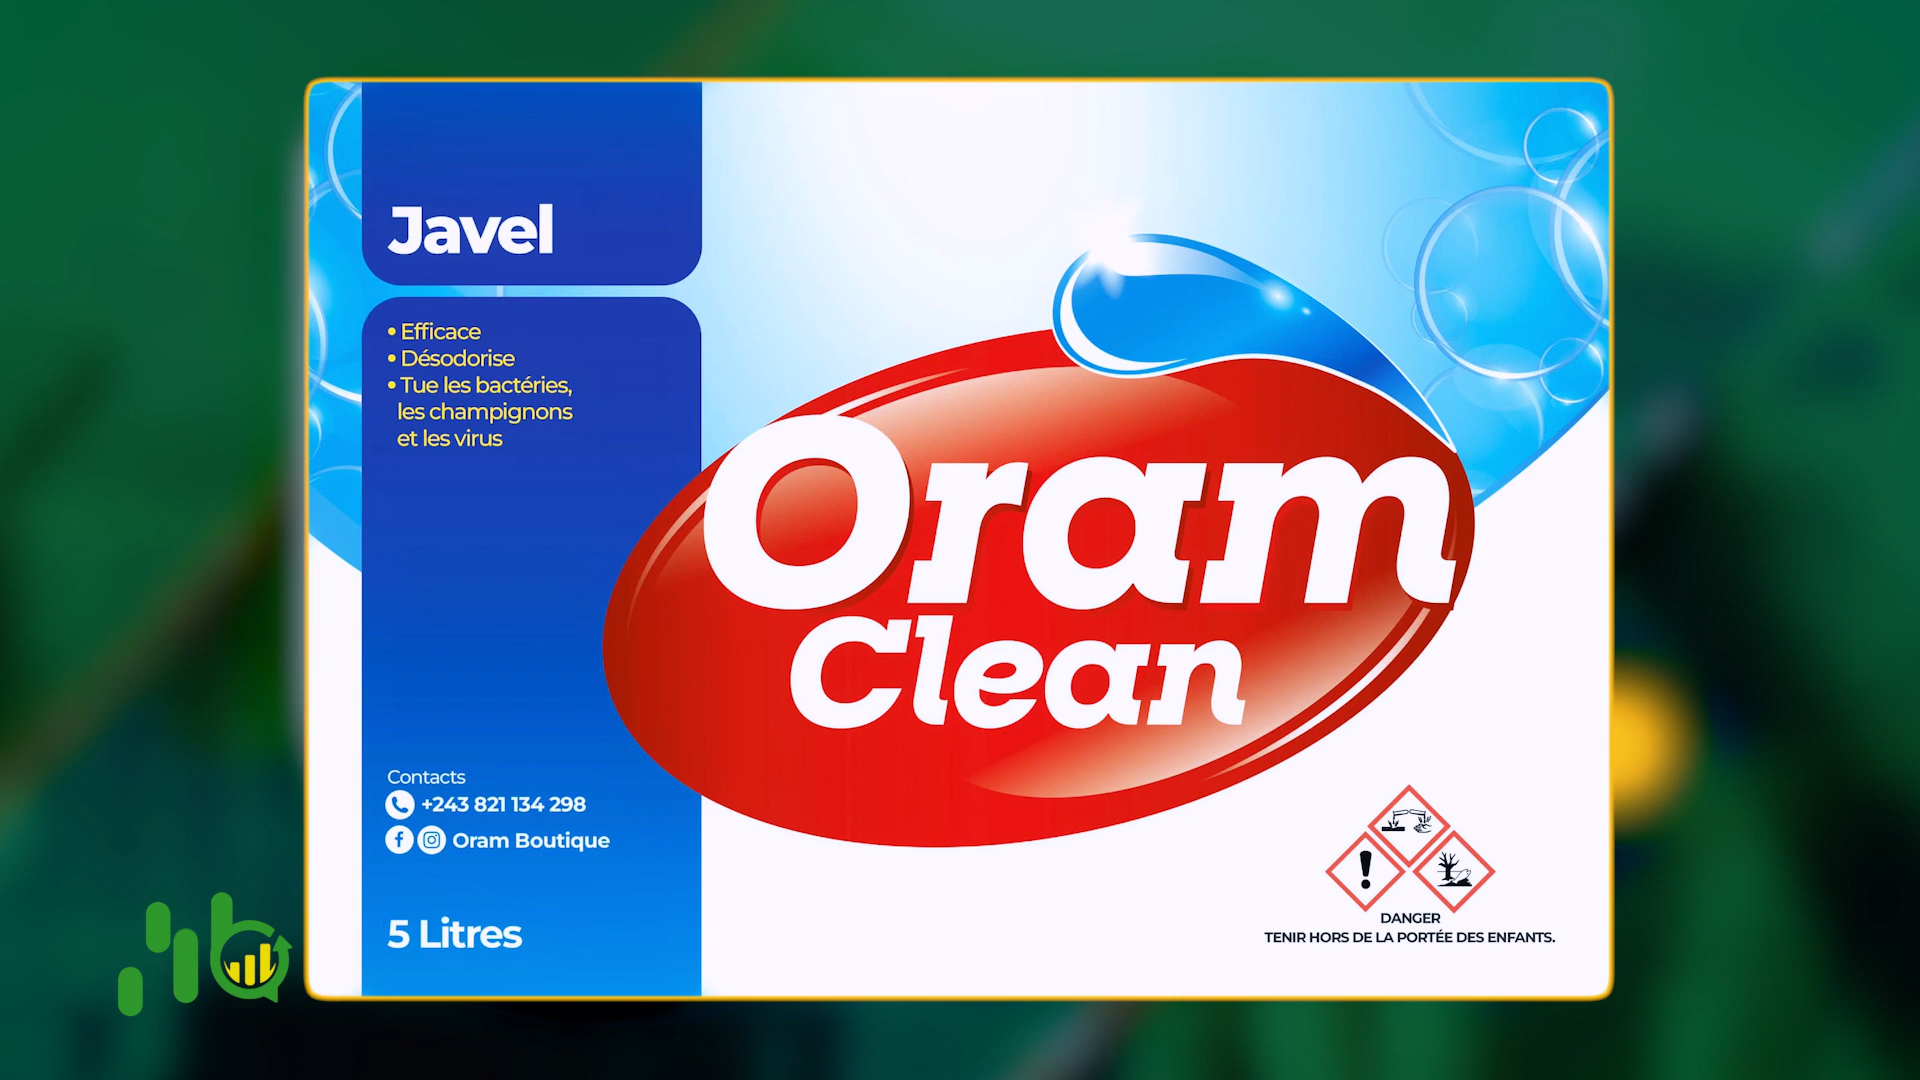 Javel
• Efficace
• Désodorise
• Tue les bactéries,
les champignons
et les virus
Oram
Clean
Contacts
+243 821 134 298
Oram Boutique
5 Litres
DANGER
TENIR HORS DE LA PORTÉE DES ENFANTS.